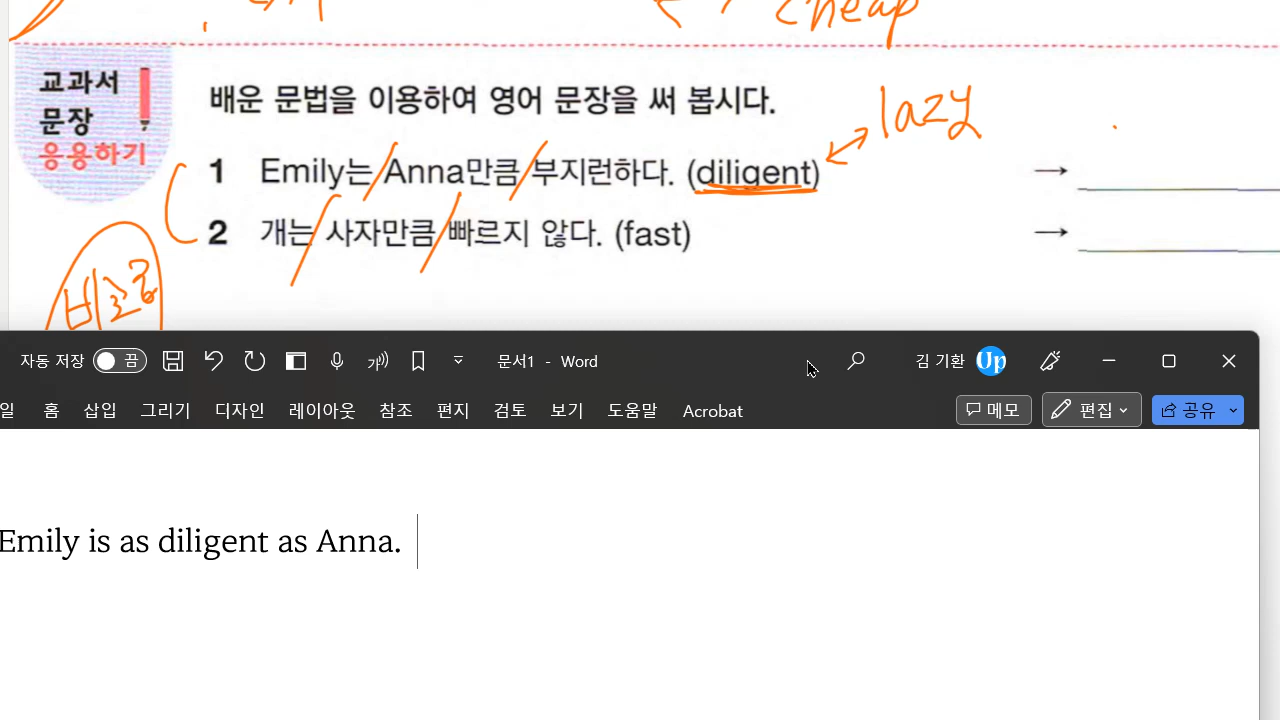 cheap
교과서
문장
응용하기
배운 문법을 이용하여 영어 문장을 써 봅시다.
lazy
1 Emily는 Anna만큼 부지런하다. (diligent) →
2 개는 사자만큼 빠르지 않다. (fast) →
자동 저장 끔 가)) 문서1 - Word 김 기환 Up
일 홈 삽입 그리기 디자인 레이아웃 참조 편지 검토 보기 도움말 Acrobat 메모 편집 공유
Emily is as diligent as Anna.